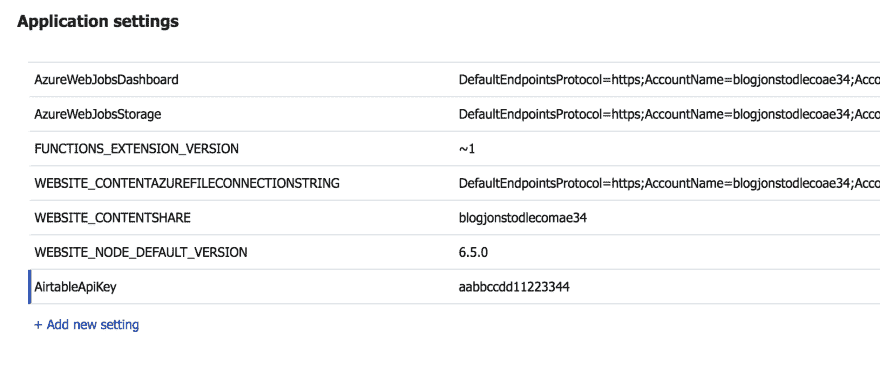 Application settings
AzureWebJobsDashboard DefaultEndpointsProtocol=https;AccountName=blogjonstodlecoae34;Acco
AzureWebJobsStorage DefaultEndpointsProtocol=https;AccountName=blogjonstodlecoae34;Acco
FUNCTIONS_EXTENSION_VERSION ~1
WEBSITE_CONTENTAZUREFILECONNECTIONSTRING DefaultEndpointsProtocol=https;AccountName=blogjonstodlecoae34;Acco
WEBSITE_CONTENTSHARE blogjonstodlecomae34
WEBSITE_NODE_DEFAULT_VERSION 6.5.0
AirtableApiKey aabbccdd11223344
+ Add new setting